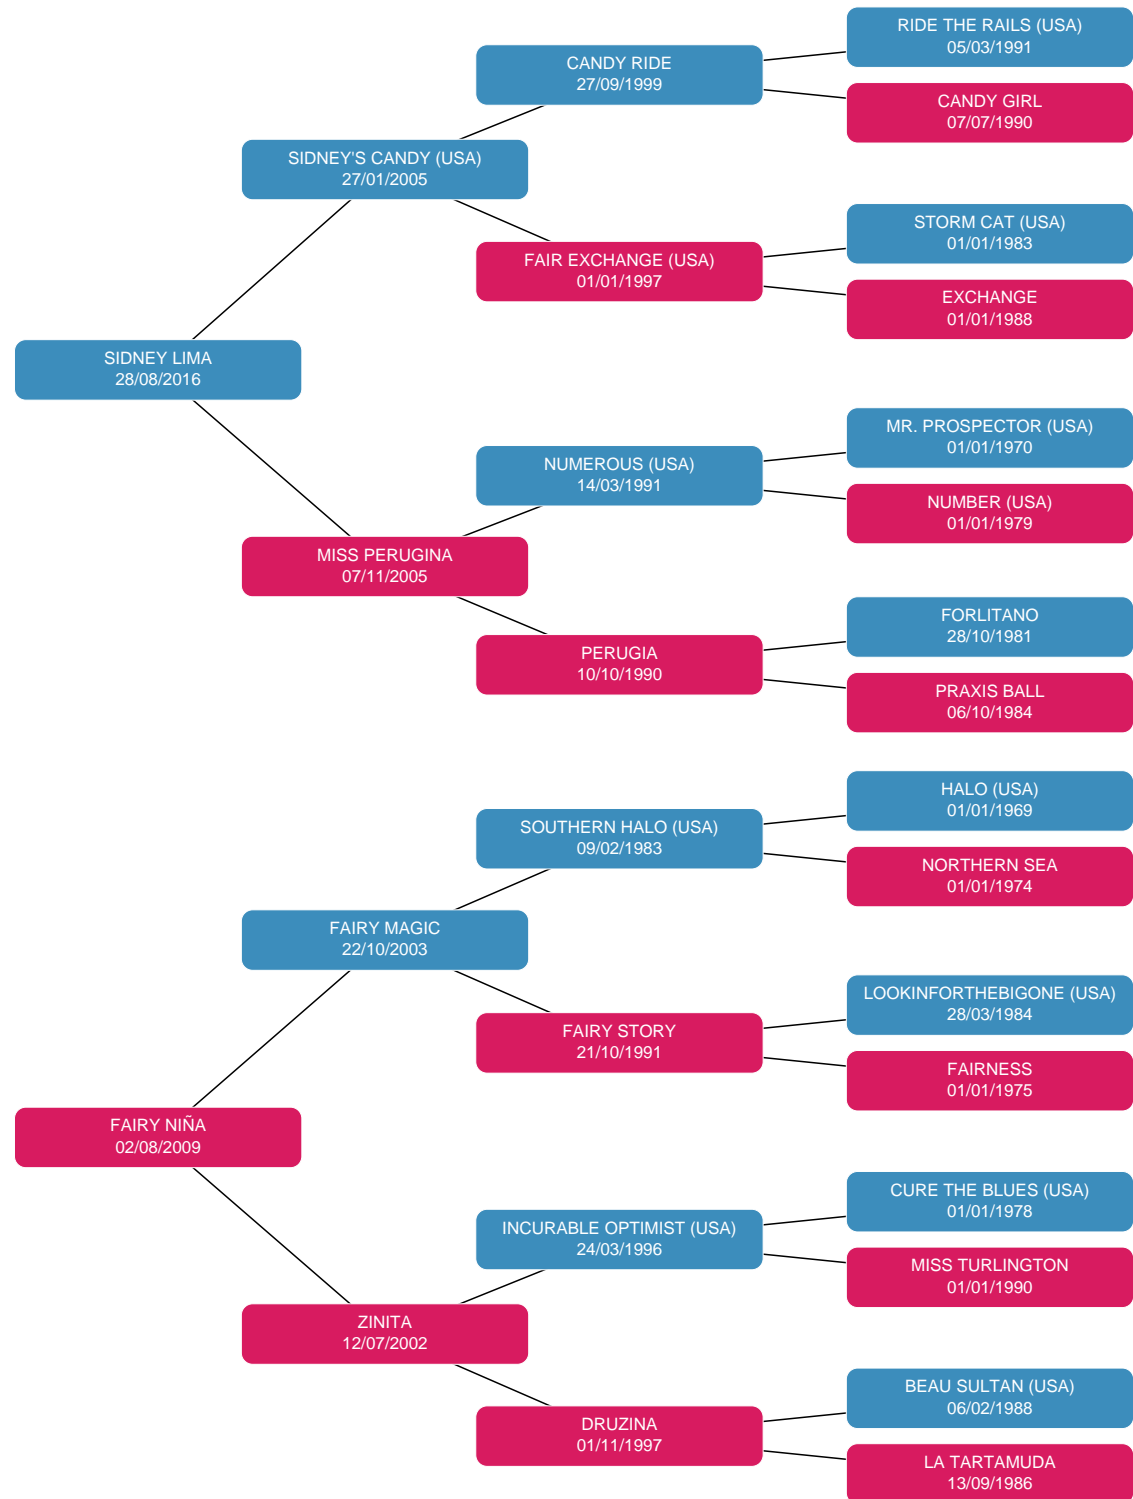 RIDE THE RAILS (USA)
05/03/1991
CANDY RIDE
27/09/1999
CANDY GIRL
07/07/1990
SIDNEY'S CANDY (USA)
27/01/2005
STORM CAT (USA)
01/01/1983
FAIR EXCHANGE (USA)
01/01/1997
EXCHANGE
01/01/1988
SIDNEY LIMA
28/08/2016
MR. PROSPECTOR (USA)
01/01/1970
NUMEROUS (USA)
14/03/1991
NUMBER (USA)
01/01/1979
MISS PERUGINA
07/11/2005
FORLITANO
28/10/1981
PERUGIA
10/10/1990
PRAXIS BALL
06/10/1984
HALO (USA)
01/01/1969
SOUTHERN HALO (USA)
09/02/1983
NORTHERN SEA
01/01/1974
FAIRY MAGIC
22/10/2003
LOOKINFORTHEBIGONE (USA)
28/03/1984
FAIRY STORY
21/10/1991
FAIRNESS
01/01/1975
FAIRY NIÑA
02/08/2009
CURE THE BLUES (USA)
01/01/1978
INCURABLE OPTIMIST (USA)
24/03/1996
MISS TURLINGTON
01/01/1990
ZINITA
12/07/2002
BEAU SULTAN (USA)
06/02/1988
DRUZINA
01/11/1997
LA TARTAMUDA
13/09/1986